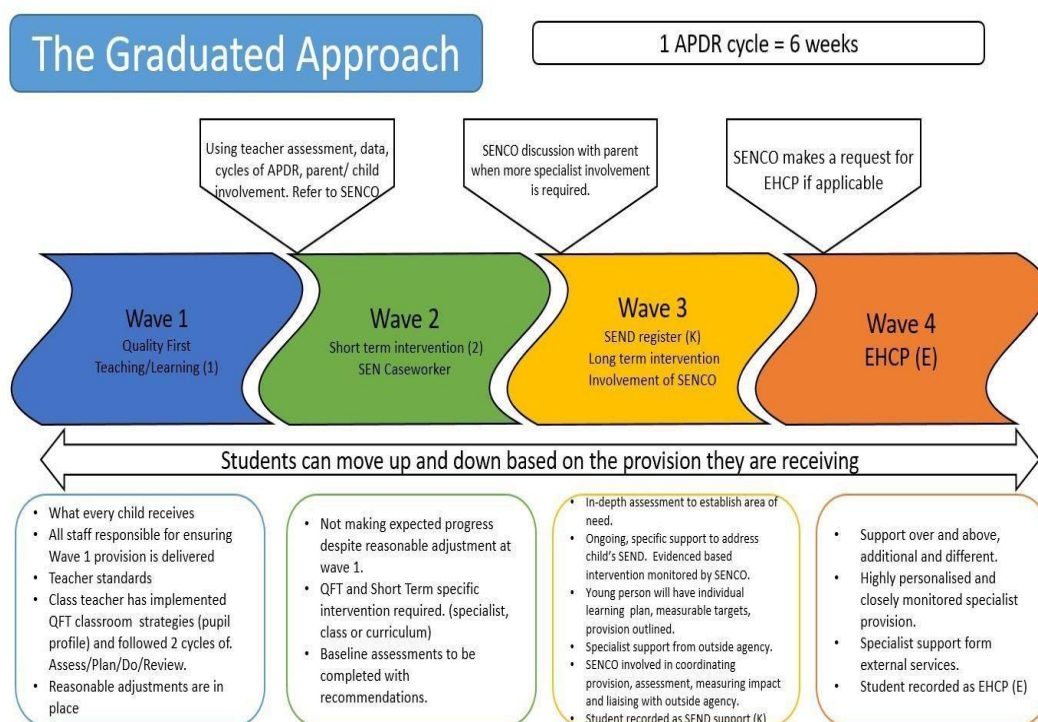 The Graduated Approach
1 APDR cycle = 6 weeks
Using teacher assessment, data,
cycles of APDR, parent/ child
involvement. Refer to SENCO
SENCO discussion with parent
when more specialist involvement
is required.
SENCO makes a request for
EHCP if applicable
Wave 1
Quality First
Teaching/Learning (1)
Wave 2
Short term intervention (2)
SEN Caseworker
Wave 3
SEND register (K)
Long term intervention
Involvement of SENCO
Wave 4
EHCP (E)
Students can move up and down based on the provision they are receiving
• What every child receives
• All staff responsible for ensuring
Wave 1 provision is delivered
• Teacher standards
• Class teacher has implemented
QFT classroom strategies (pupil
profile) and followed 2 cycles of.
Assess/Plan/Do/Review.
• Reasonable adjustments are in
place
• Not making expected progress
despite reasonable adjustment at
wave 1.
• QFT and Short Term specific
intervention required. (specialist,
class or curriculum)
• Baseline assessments to be
completed with
recommendations.
• In-depth assessment to establish area of
need.
• Ongoing, specific support to address
child's SEND. Evidenced based
intervention monitored by SENCO.
• Young person will have individual
learning plan, measurable targets,
provision outlined.
• Specialist support from outside agency.
• SENCO involved in coordinating
provision, assessment, measuring impact
and liaising with outside agency.
• Student recorded as SEND support (K)
• Support over and above,
additional and different.
• Highly personalised and
closely monitored specialist
provision.
• Specialist support form
external services.
• Student recorded as EHCP (E)